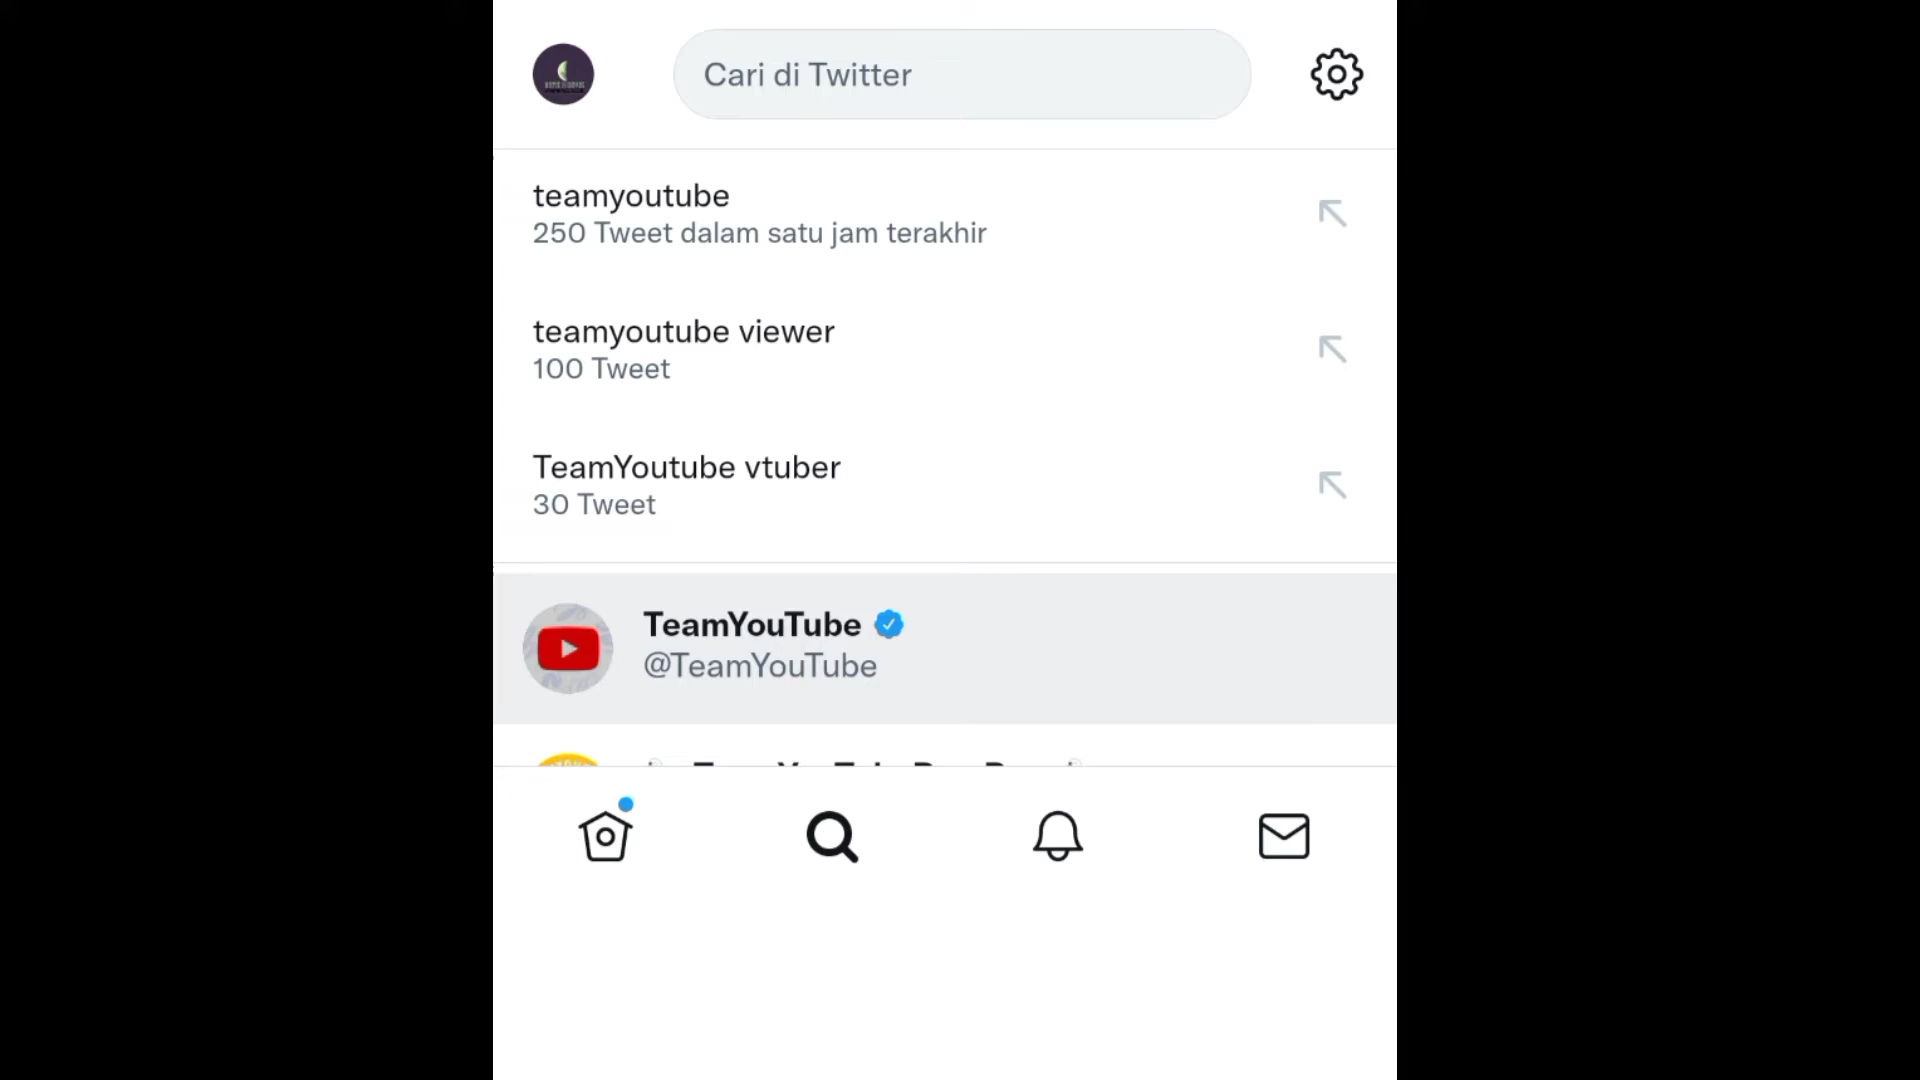 Cari di Twitter
teamyoutube
250 Tweet dalam satu jam terakhir
teamyoutube viewer
100 Tweet
TeamYoutube vtuber
30 Tweet
TeamYouTube
@TeamYouTube